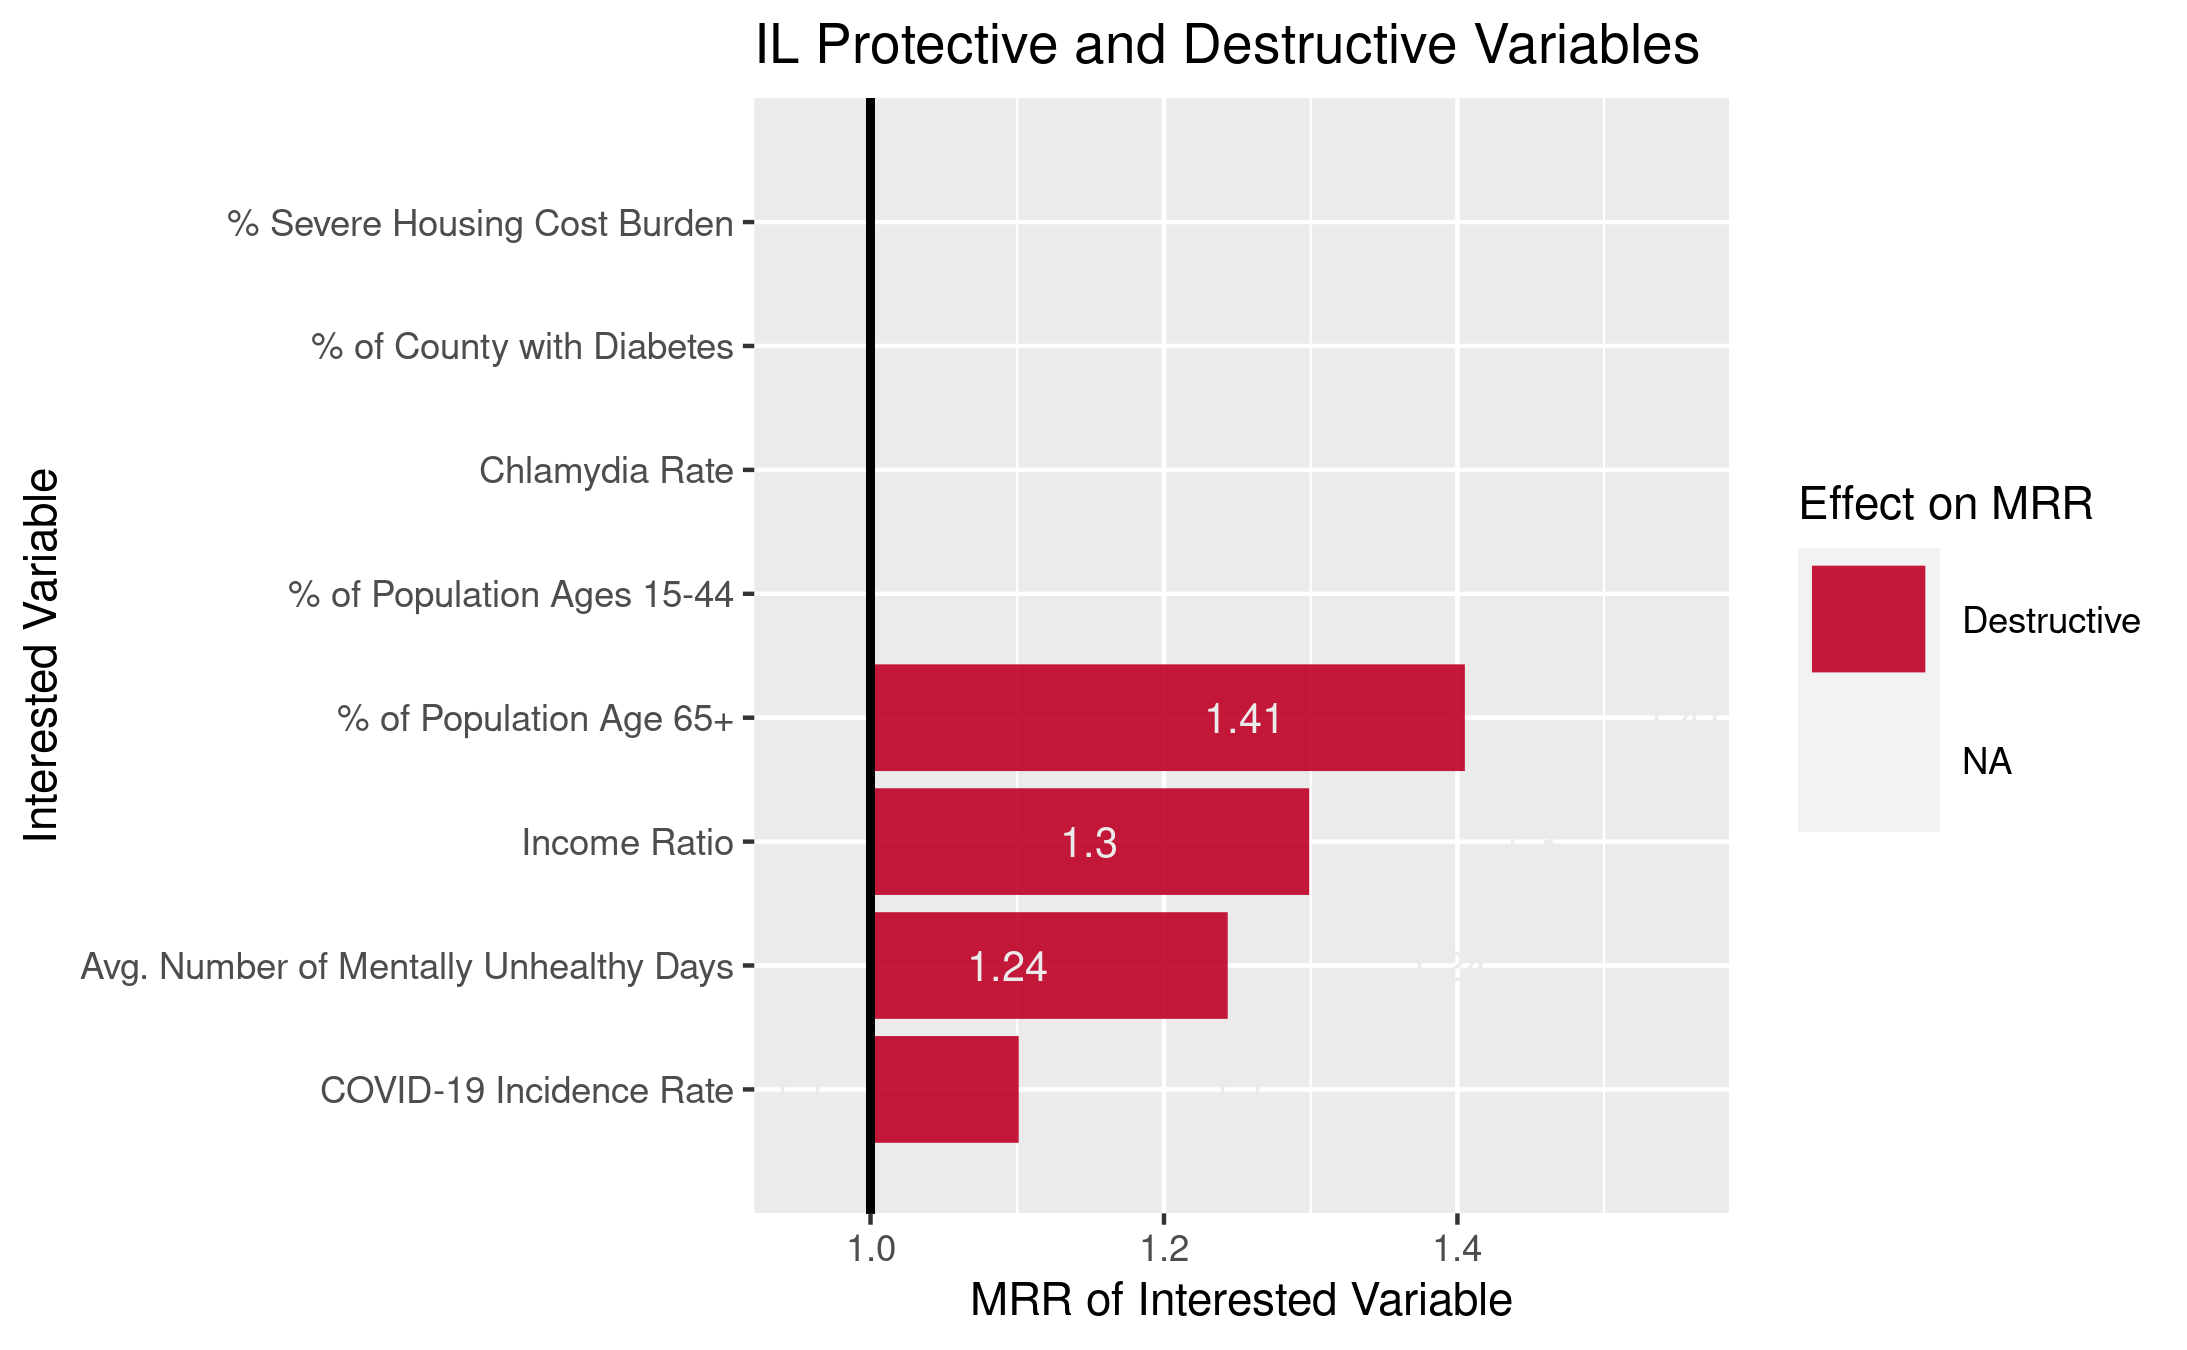 IL Protective and Destructive Variables
Interested Variable
% Severe Housing Cost Burden
% of County with Diabetes
Chlamydia Rate
% of Population Ages 15-44
% of Population Age 65+
Income Ratio
Avg. Number of Mentally Unhealthy Days
COVID-19 Incidence Rate
1.41
1.3
1.24
1.0 1.2 1.4
MRR of Interested Variable
Effect on MRR
Destructive
NA